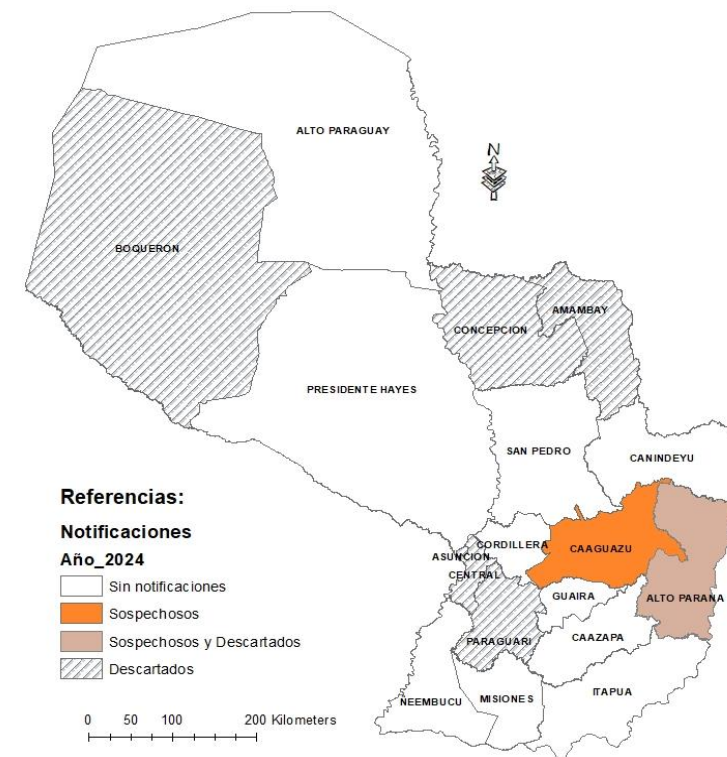 ALTO PARAGUAY
N
BOQUERON
CONCEPCION
AMAMBAY
PRESIDENTE HAYES
SAN PEDRO
CANINDEYU
CORDILLERA
ASUNCION
CENTRAL
CAAGUAZU
GUAIRA
ALTO PARANA
PARAGUARI
CAAZAPA
ÑEEMBUCU
MISIONES
ITAPUA
Referencias:
Notificaciones
Año_2024
Sin notificaciones
Sospechosos
Sospechosos y Descartados
Descartados
0 50 100 200 Kilometers